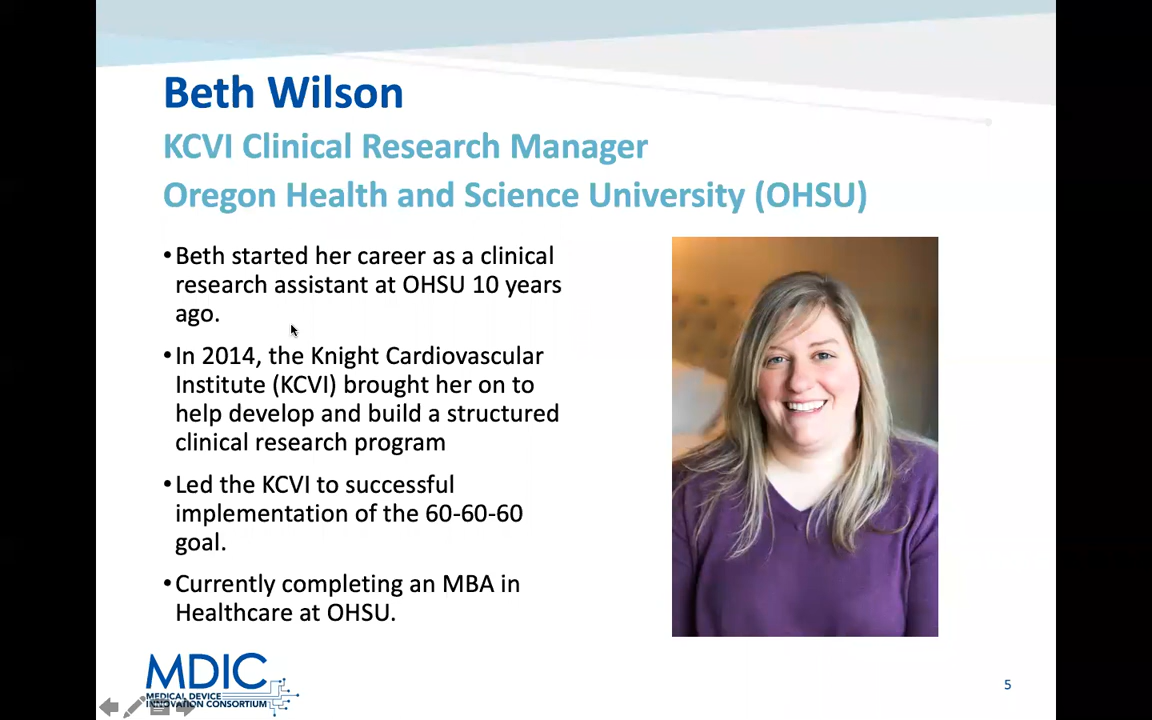 Beth Wilson
KCVI Clinical Research Manager
Oregon Health and Science University (OHSU)
•Beth started her career as a clinical
research assistant at OHSU 10 years
ago.
•In 2014, the Knight Cardiovascular
Institute (KCVI) brought her on to
help develop and build a structured
clinical research program
•Led the KCVI to successful
implementation of the 60-60-60
goal.
•Currently completing an MBA in
Healthcare at OHSU.
MDIC
MEDICAL DEVICE
INNOVATION CONSORTIUM
5